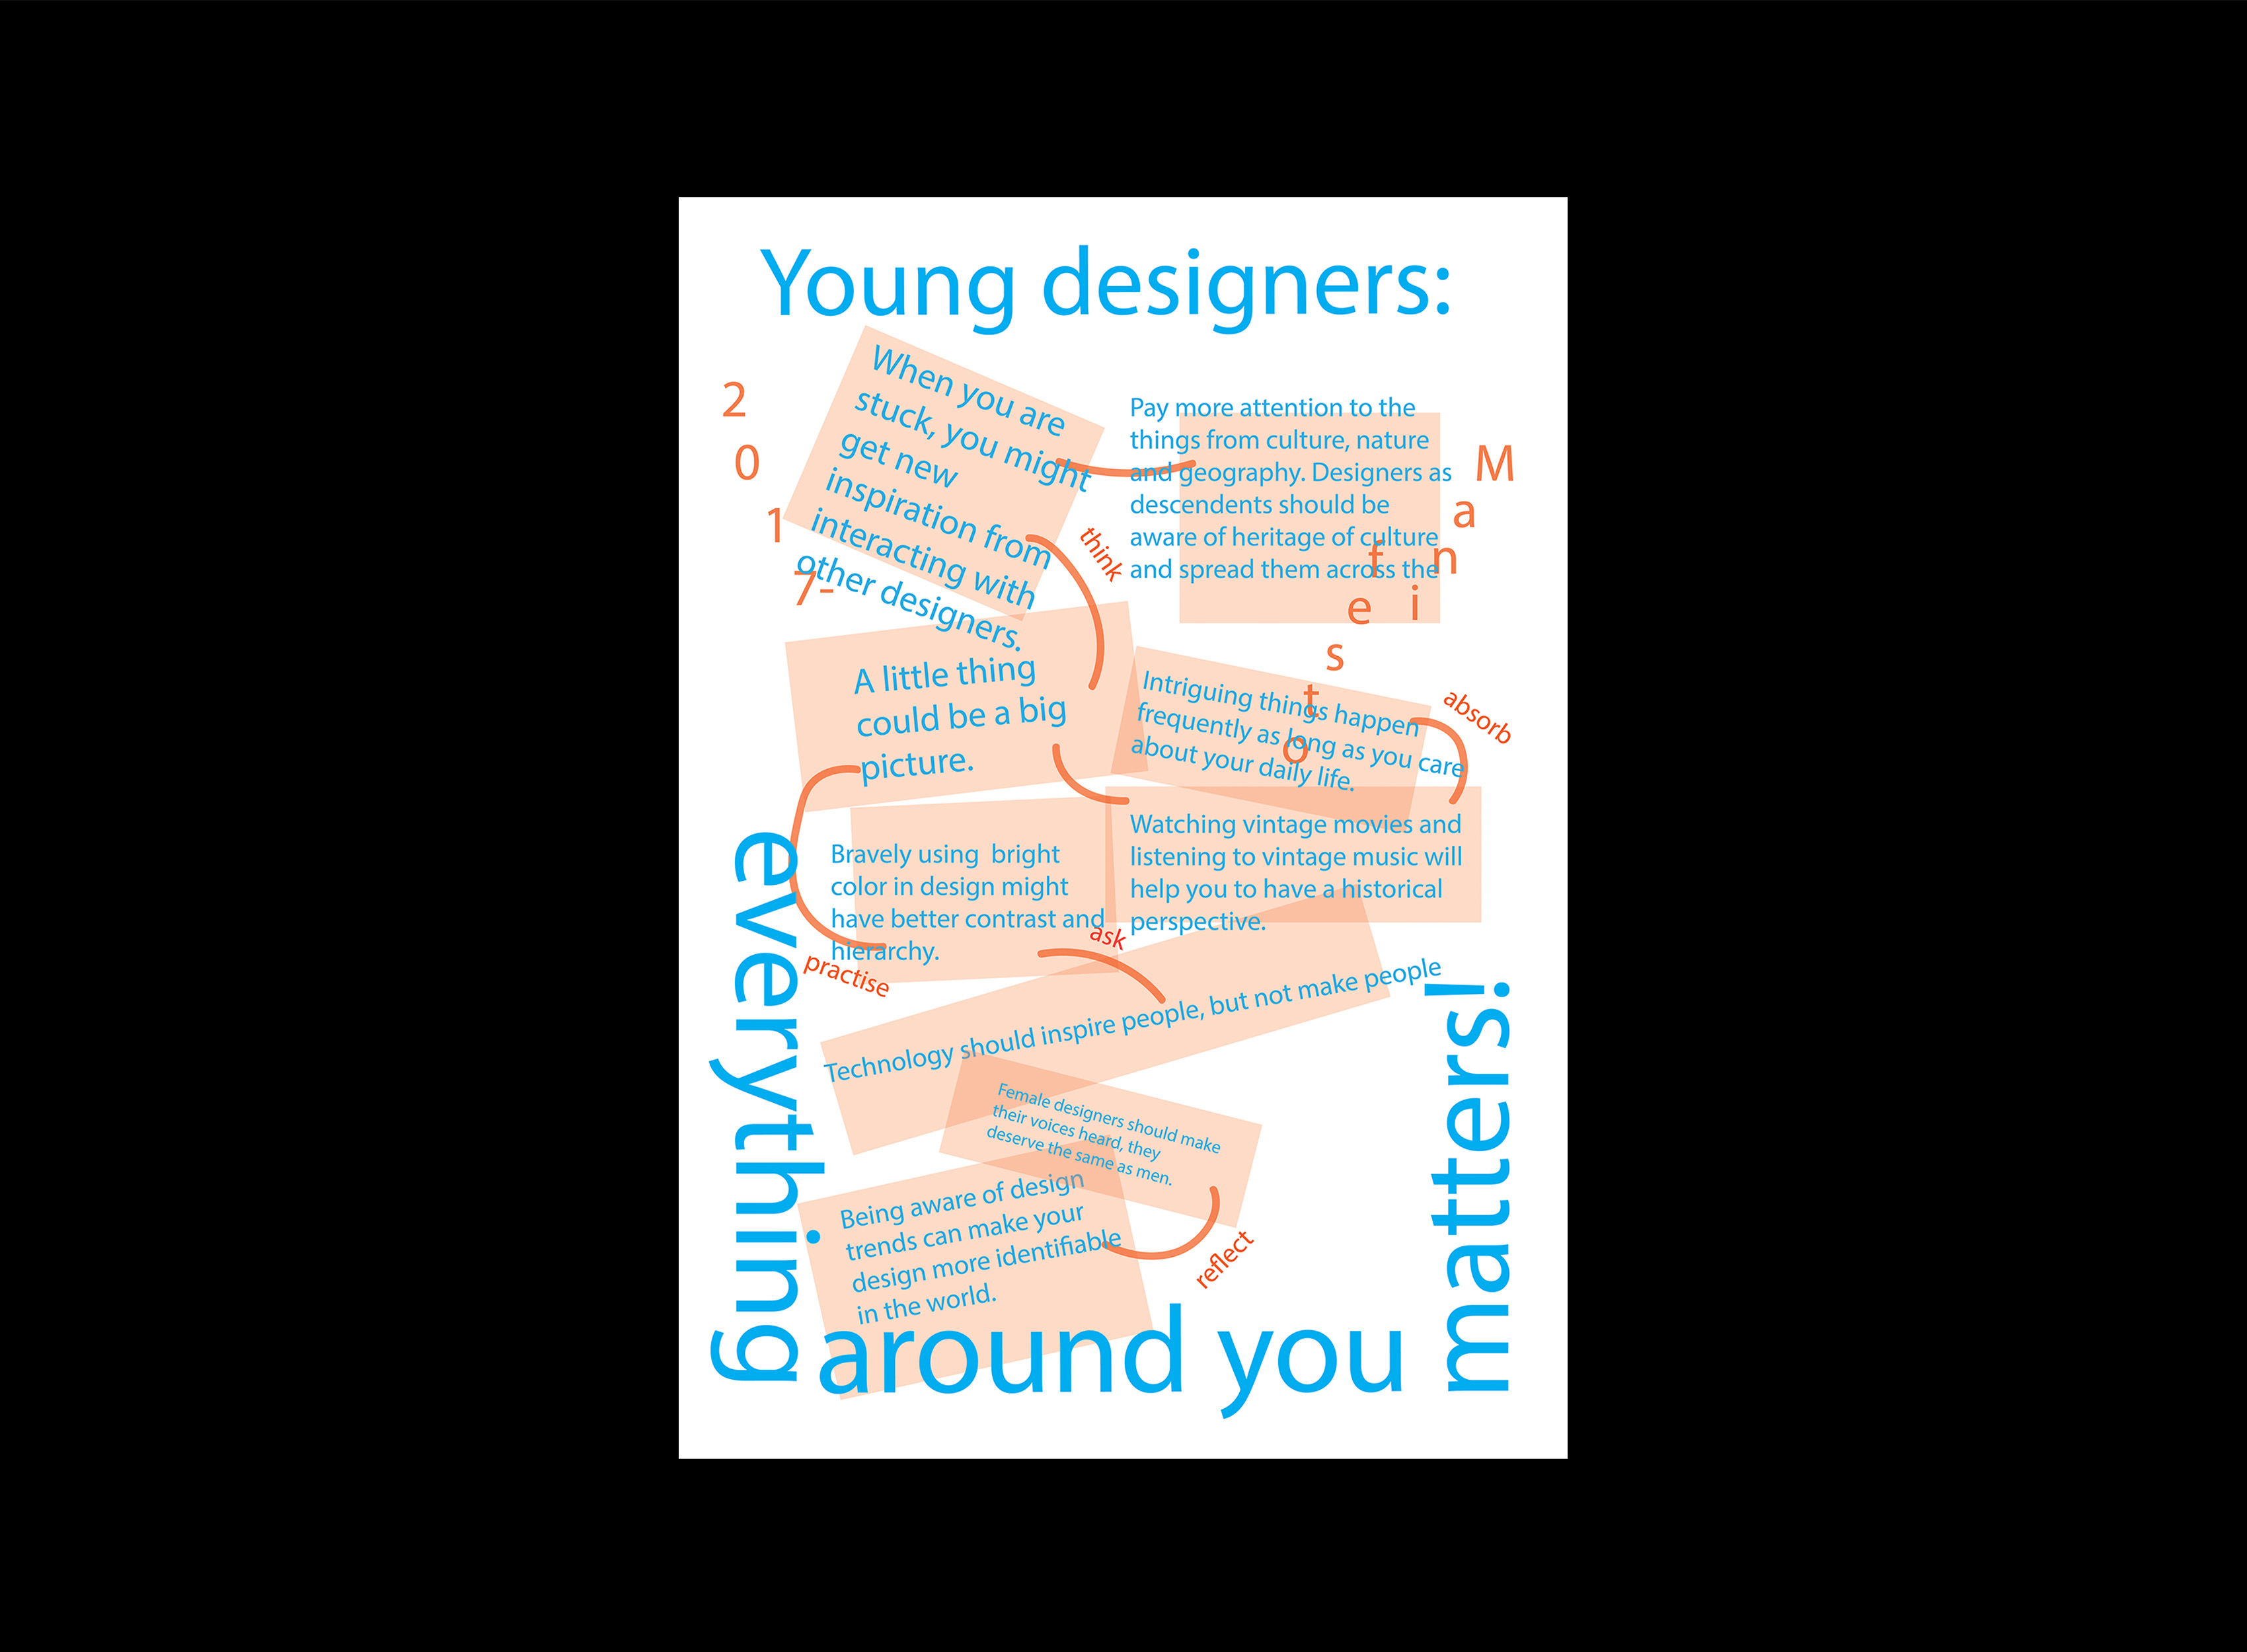 Young designers:
2
0
1
7-
M
a
n
i
f
e
s
t
o
When you are
stuck, you might
get new
inspiration from
interacting with
other designers.
Pay more attention to the
things from culture, nature
and geography. Designers as
descendents should be
aware of heritage of culture
and spread them across the
think
A little thing
could be a big
picture.
Intriguing things happen
frequently as long as you care
about your daily life.
absorb
Bravely using  bright
color in design might
have better contrast and
hierarchy.
Watching vintage movies and
listening to vintage music will
help you to have a historical
perspective.
practise
ask
Technology should inspire people, but not make people
Female designers should make
their voices heard, they
deserve the same as men.
Being aware of design
trends can make your
design more identifiable
in the world.
reflect
everything
around you
matters!